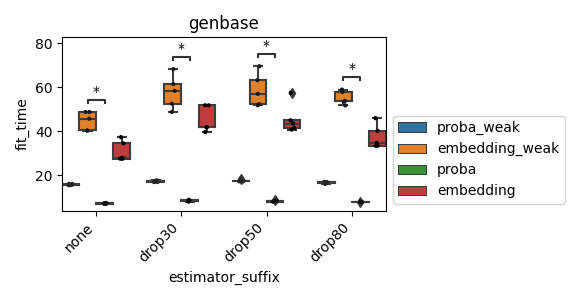 genbase
80
60
40
20
fit_time
*
*
*
*
none
drop30
drop50
drop80
estimator_suffix
proba_weak
embedding_weak
proba
embedding